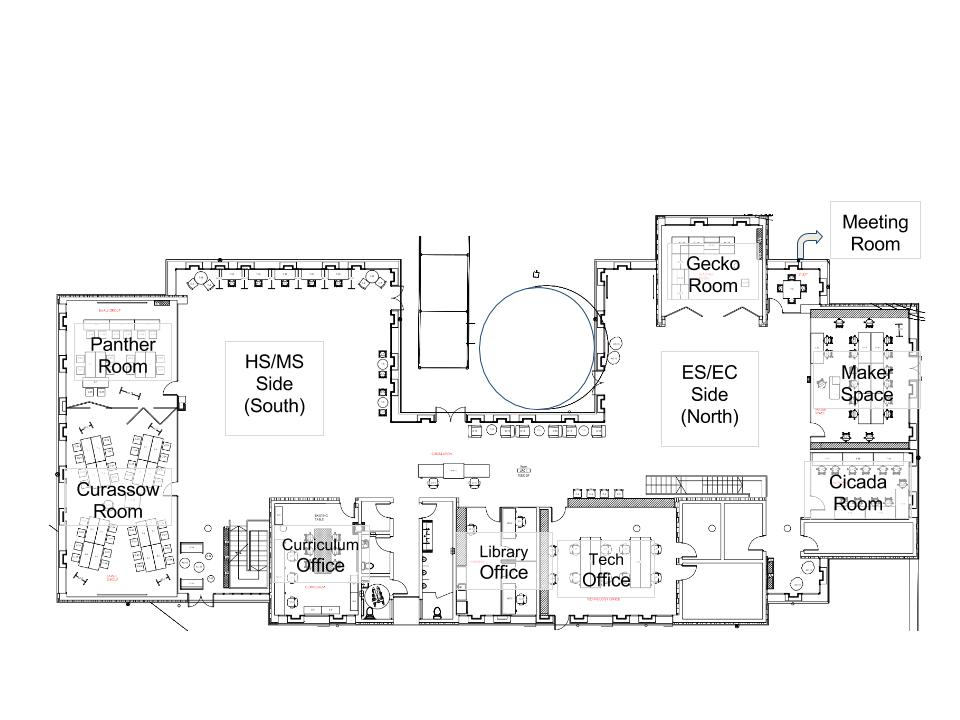 Meeting
Room
Gecko
Room
Panther
Room
HS/MS
Side
(South)
ES/EC
Side
(North)
Maker
Space
Curassow
Room
Cicada
Room
Curriculum
Office
Library
Office
Tech
Office